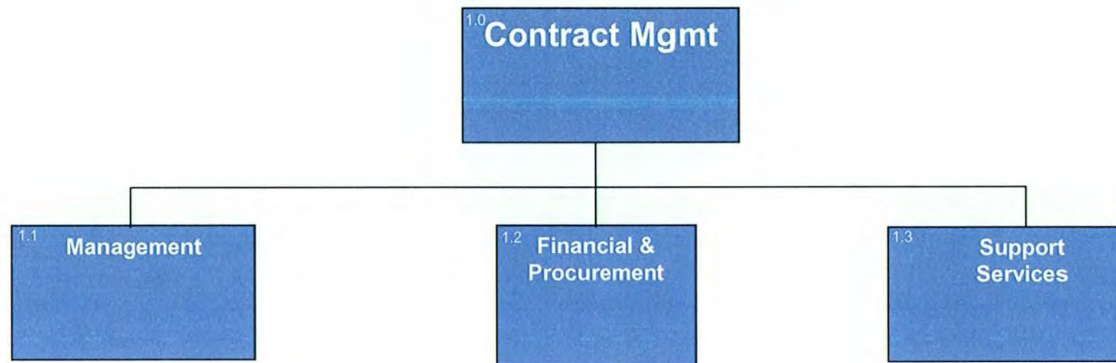 1.0
Contract Mgmt
1.1
Management
1.2
Financial &
Procurement
1.3
Support
Services